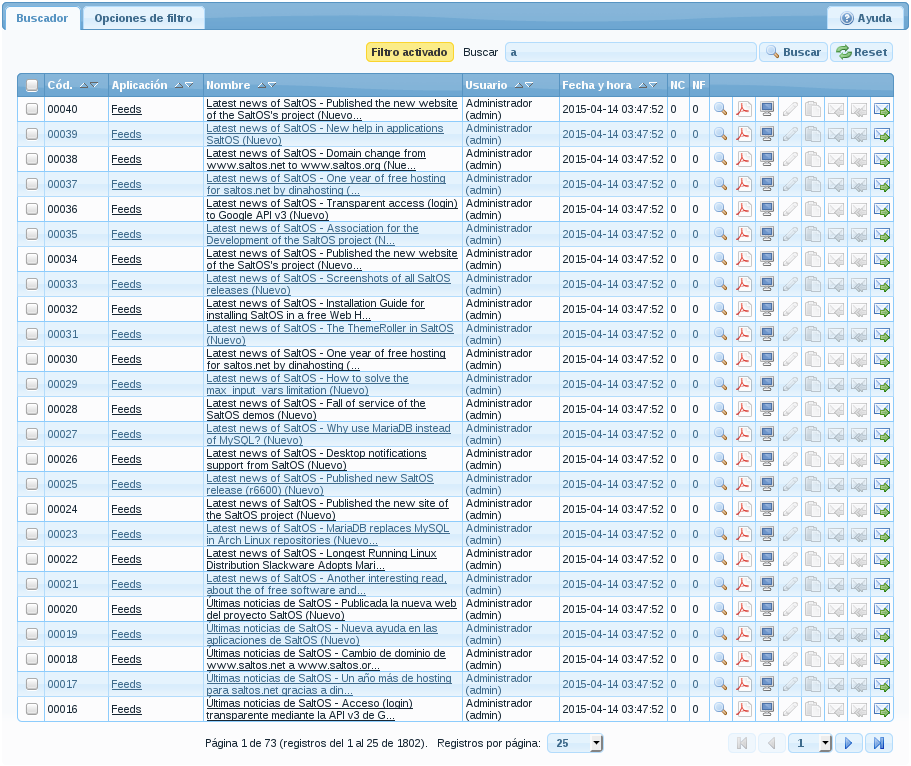 Buscador Opciones de filtro Ayuda
Filtro activado Buscar a Buscar Reset
Cód. Aplicación Nombre Usuario Fecha y hora NC NF
00040 Feeds Latest news of SaltOS - Published the new website Administrador 2015-04-14 03:47:52 0 0
of the SaltOS's project (Nuevo... (admin)
00039 Feeds Latest news of SaltOS - New help in applications Administrador 2015-04-14 03:47:52 0 0
SaltOS (Nuevo) (admin)
00038 Feeds Latest news of SaltOS - Domain change from Administrador 2015-04-14 03:47:52 0 0
www.saltos.net to www.saltos.org (Nue... (admin)
00037 Feeds Latest news of SaltOS - One year of free hosting Administrador 2015-04-14 03:47:52 0 0
for saltos.net by dinahosting (... (admin)
00036 Feeds Latest news of SaltOS - Transparent access (login) Administrador 2015-04-14 03:47:52 0 0
to Google API v3 (Nuevo) (admin)
00035 Feeds Latest news of SaltOS - Association for the Administrador 2015-04-14 03:47:52 0 0
Development of the SaltOS project (N... (admin)
00034 Feeds Latest news of SaltOS - Published the new website Administrador 2015-04-14 03:47:52 0 0
of the SaltOS's project (Nuevo... (admin)
00033 Feeds Latest news of SaltOS - Screenshots of all SaltOS Administrador 2015-04-14 03:47:52 0 0
releases (Nuevo) (admin)
00032 Feeds Latest news of SaltOS - Installation Guide for Administrador 2015-04-14 03:47:52 0 0
installing SaltOS in a free Web H... (admin)
00031 Feeds Latest news of SaltOS - The ThemeRoller in SaltOS Administrador 2015-04-14 03:47:52 0 0
(Nuevo) (admin)
00030 Feeds Latest news of SaltOS - One year of free hosting Administrador 2015-04-14 03:47:52 0 0
for saltos.net by dinahosting (... (admin)
00029 Feeds Latest news of SaltOS - How to solve the Administrador 2015-04-14 03:47:52 0 0
max_input_vars limitation (Nuevo) (admin)
00028 Feeds Latest news of SaltOS - Fall of service of the Administrador 2015-04-14 03:47:52 0 0
SaltOS demos (Nuevo) (admin)
00027 Feeds Latest news of SaltOS - Why use MariaDB instead Administrador 2015-04-14 03:47:52 0 0
of MySQL? (Nuevo) (admin)
00026 Feeds Latest news of SaltOS - Desktop notifications Administrador 2015-04-14 03:47:52 0 0
support from SaltOS (Nuevo) (admin)
00025 Feeds Latest news of SaltOS - Published new SaltOS Administrador 2015-04-14 03:47:52 0 0
release (r6600) (Nuevo) (admin)
00024 Feeds Latest news of SaltOS - Published the new site of Administrador 2015-04-14 03:47:52 0 0
the SaltOS project (Nuevo) (admin)
00023 Feeds Latest news of SaltOS - MariaDB replaces MySQL Administrador 2015-04-14 03:47:52 0 0
in Arch Linux repositories (Nuevo... (admin)
00022 Feeds Latest news of SaltOS - Longest Running Linux Administrador 2015-04-14 03:47:52 0 0
Distribution Slackware Adopts Mari... (admin)
00021 Feeds Latest news of SaltOS - Another interesting read, Administrador 2015-04-14 03:47:52 0 0
about the of free software and... (admin)
00020 Feeds Últimas noticias de SaltOS - Publicada la nueva web Administrador 2015-04-14 03:47:52 0 0
del proyecto SaltOS (Nuevo) (admin)
00019 Feeds Últimas noticias de SaltOS - Nueva ayuda en las Administrador 2015-04-14 03:47:52 0 0
aplicaciones de SaltOS (Nuevo) (admin)
00018 Feeds Últimas noticias de SaltOS - Cambio de dominio de Administrador 2015-04-14 03:47:52 0 0
www.saltos.net a www.saltos.or... (admin)
00017 Feeds Últimas noticias de SaltOS - Un año más de hosting Administrador 2015-04-14 03:47:52 0 0
para saltos.net gracias a din... (admin)
00016 Feeds Últimas noticias de SaltOS - Acceso (login) Administrador 2015-04-14 03:47:52 0 0
transparente mediante la API v3 de G... (admin)
Página 1 de 73 (registros del 1 al 25 de 1802). Registros por página: 25 1